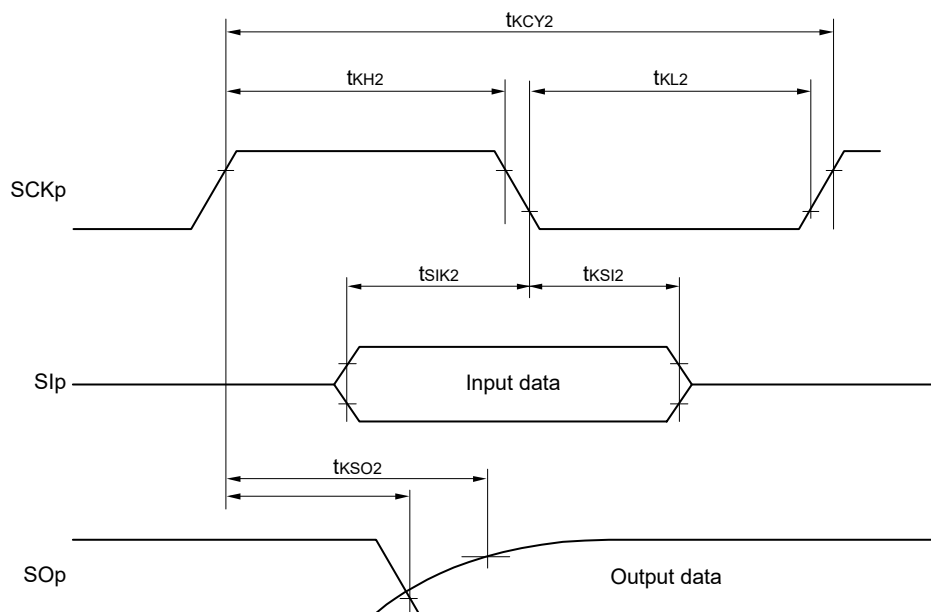 tKCY2
tKH2
tKL2
SCKp
tSIK2
tKSI2
SIp
Input data
tKSO2
SOp
Output data